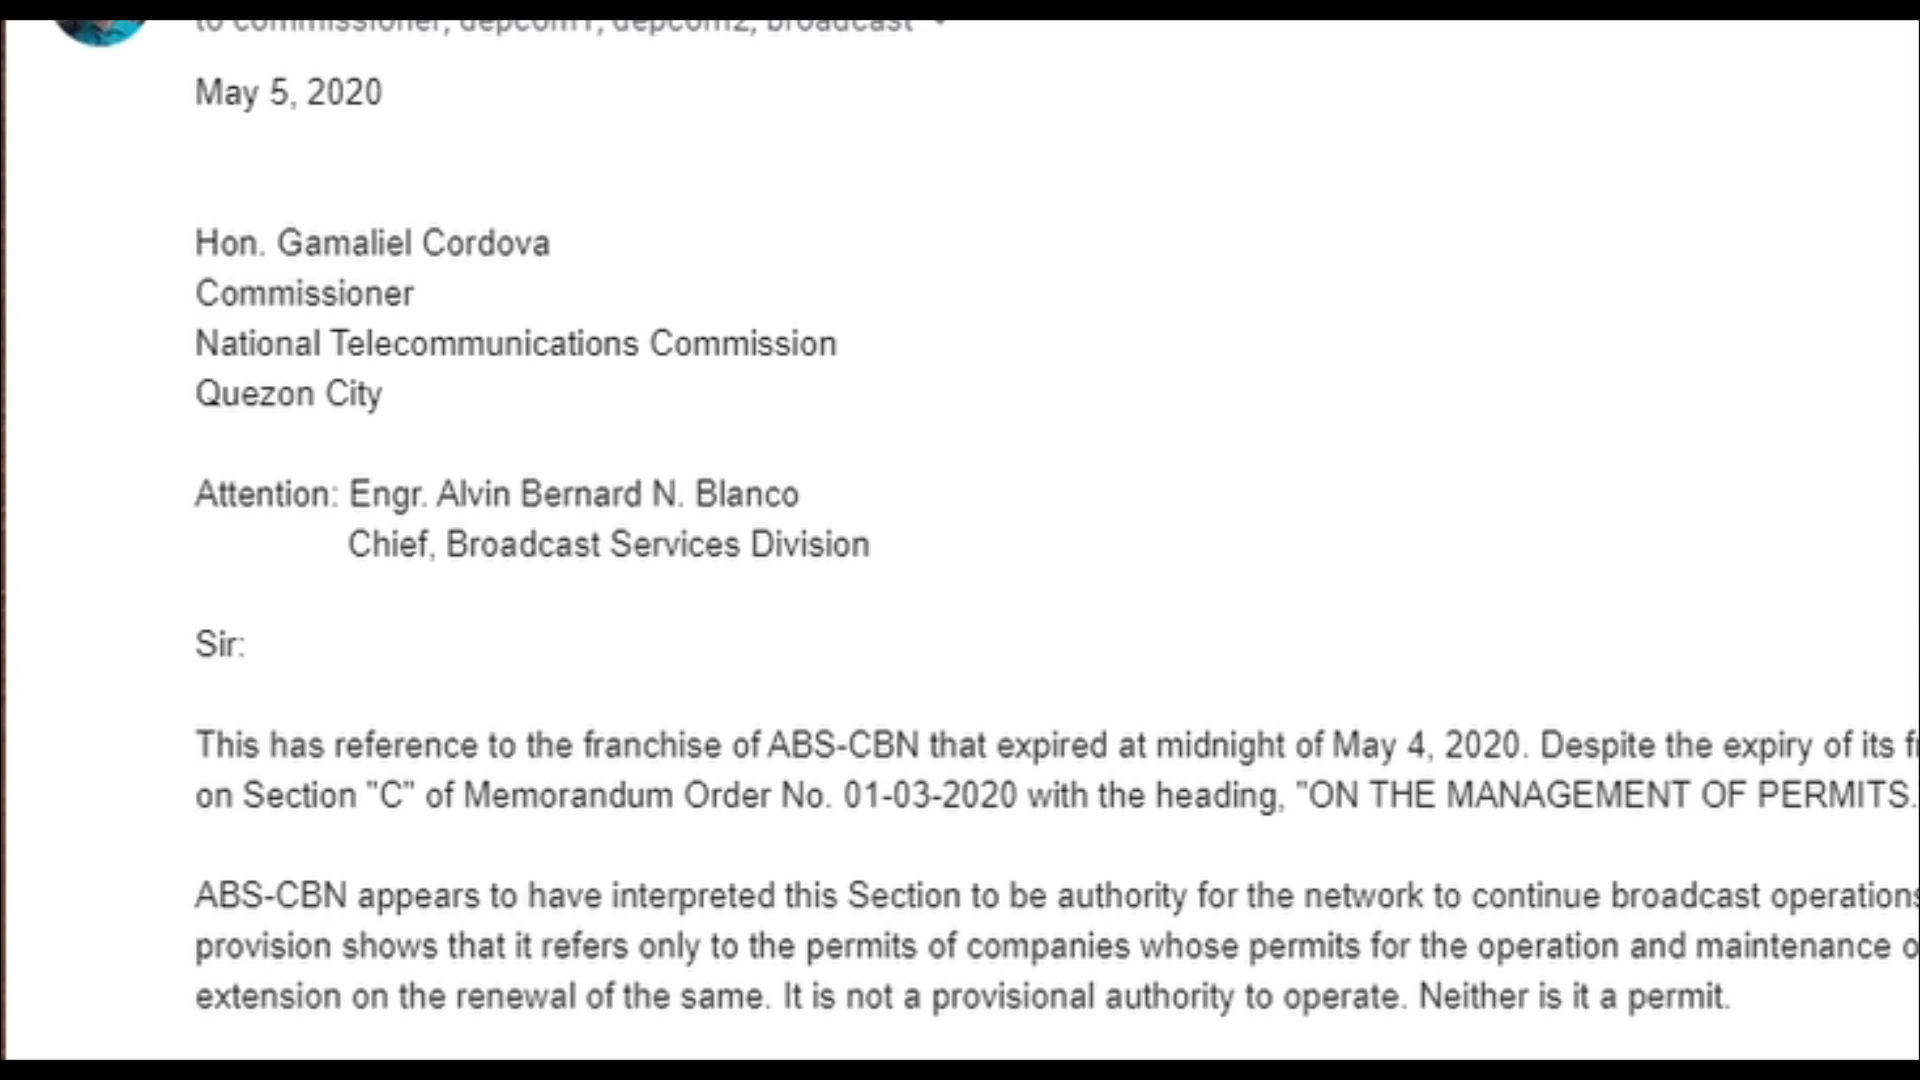 to commissioner, depcom1, depcom2, broadcast
May 5, 2020
Hon. Gamaliel Cordova
Commissioner
National Telecommunications Commission
Quezon City
Attention: Engr. Alvin Bernard N. Blanco
Chief, Broadcast Services Division
Sir:
This has reference to the franchise of ABS-CBN that expired at midnight of May 4, 2020. Despite the expiry of its
on Section "C" of Memorandum Order No. 01-03-2020 with the heading, "ON THE MANAGEMENT OF PERMITS.
ABS-CBN appears to have interpreted this Section to be authority for the network to continue broadcast operations
provision shows that it refers only to the permits of companies whose permits for the operation and maintenance
extension on the renewal of the same. It is not a provisional authority to operate. Neither is it a permit.